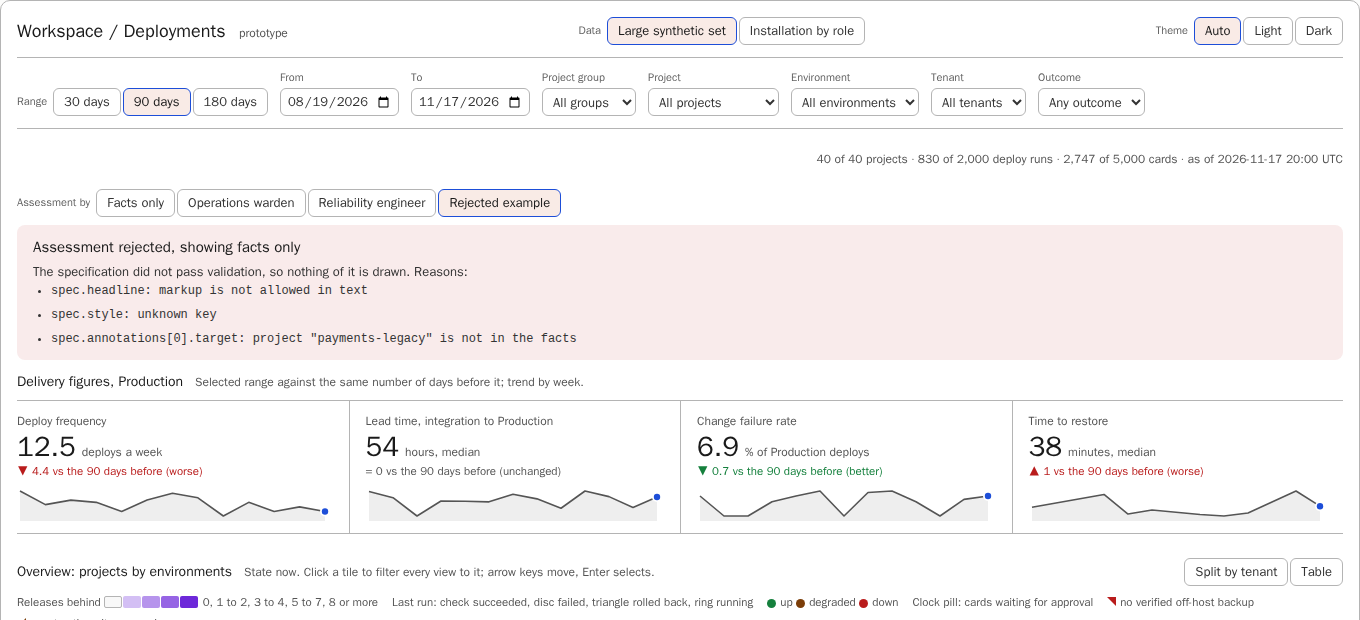 Workspace / Deployments prototype Data Large synthetic set Installation by role Theme Auto Light Dark
From To Project group Project Environment Tenant Outcome
Range 30 days 90 days 180 days 08/19/2026 11/17/2026 All groups All projects All environments All tenants Any outcome
40 of 40 projects · 830 of 2,000 deploy runs · 2,747 of 5,000 cards · as of 2026-11-17 20:00 UTC
Assessment by Facts only Operations warden Reliability engineer Rejected example
Assessment rejected, showing facts only
The specification did not pass validation, so nothing of it is drawn. Reasons:
• spec.headline: markup is not allowed in text
• spec.style: unknown key
• spec.annotations[0].target: project "payments-legacy" is not in the facts
Delivery figures, Production Selected range against the same number of days before it; trend by week.
Deploy frequency Lead time, integration to Production Change failure rate Time to restore
12.5 deploys a week 54 hours, median 6.9 % of Production deploys 38 minutes, median
▼ 4.4 vs the 90 days before (worse) = 0 vs the 90 days before (unchanged) ▼ 0.7 vs the 90 days before (better) ▲ 1 vs the 90 days before (worse)
Overview: projects by environments State now. Click a tile to filter every view to it; arrow keys move, Enter selects. Split by tenant Table
Releases behind 0, 1 to 2, 3 to 4, 5 to 7, 8 or more Last run: check succeeded, disc failed, triangle rolled back, ring running up degraded down Clock pill: cards waiting for approval no verified off-host backup